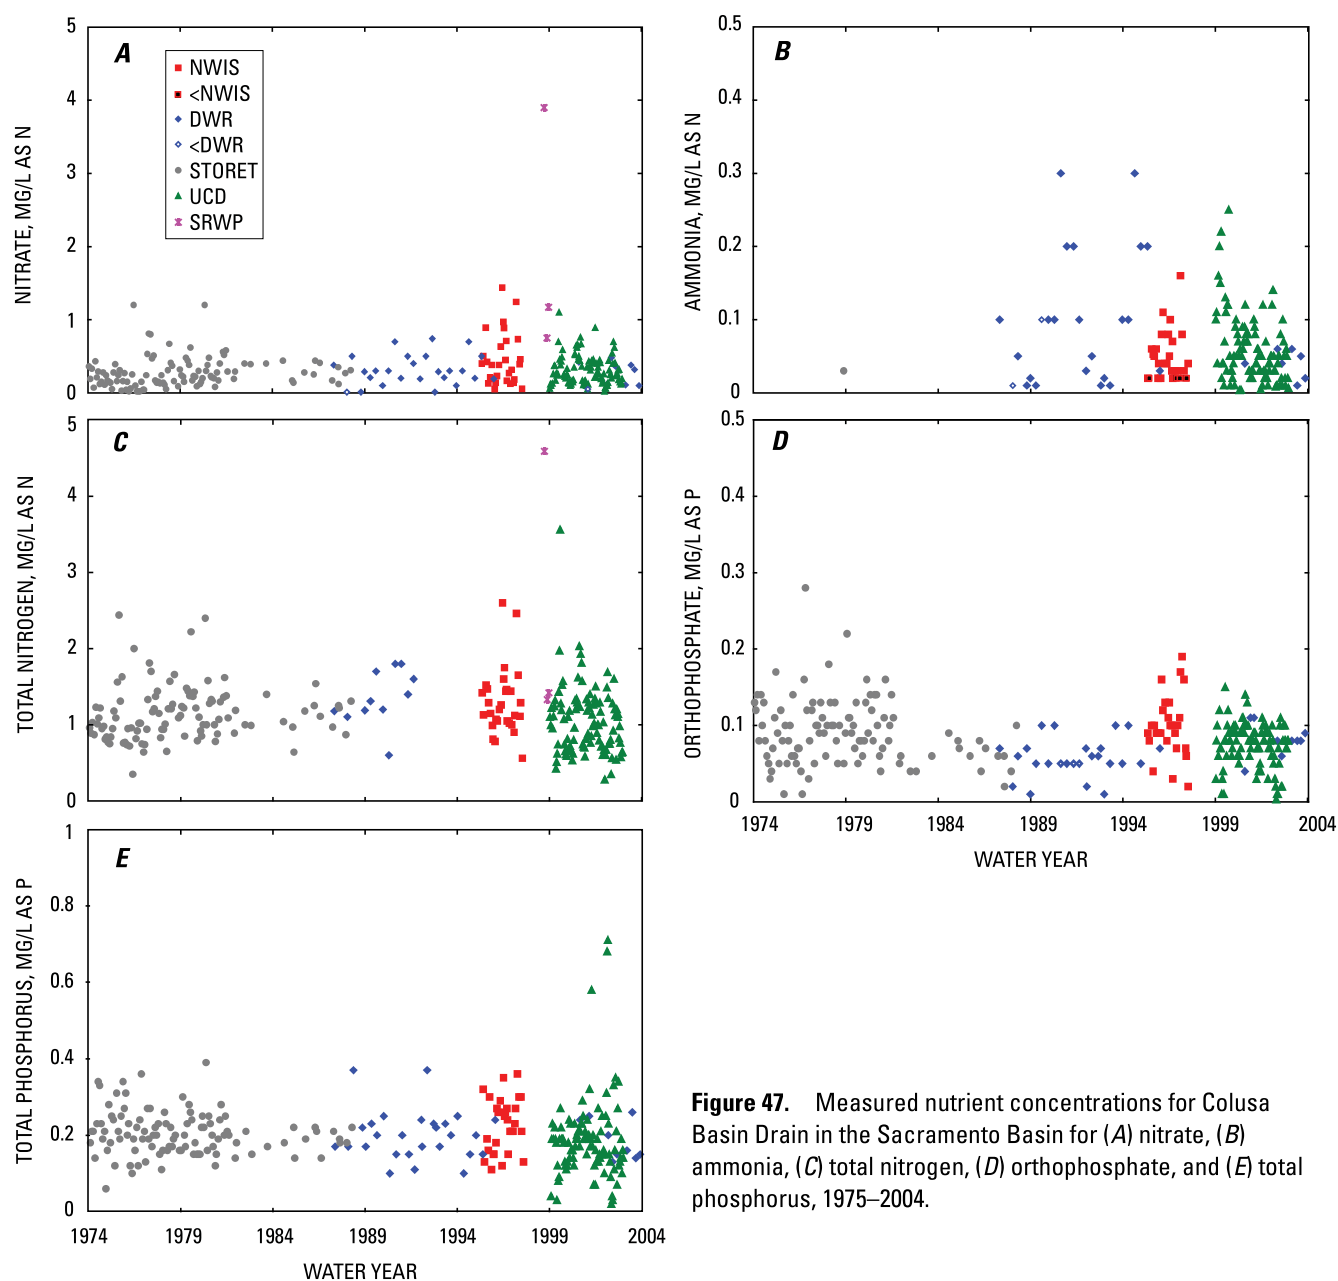 5
4
3
2
1
0
NITRATE, MG/L AS N
A
NWIS
<NWIS
DWR
<DWR
STORET
UCD
SRWP
0.5
0.4
0.3
0.2
0.1
0
AMMONIA, MG/L AS N
B
5
4
3
2
1
0
TOTAL NITROGEN, MG/L AS N
C
0.5
0.4
0.3
0.2
0.1
0
ORTHOPHOSPHATE, MG/L AS P
D
1974 1979 1984 1989 1994 1999 2004
WATER YEAR
1
0.8
0.6
0.4
0.2
0
TOTAL PHOSPHORUS, MG/L AS P
E
1974 1979 1984 1989 1994 1999 2004
WATER YEAR
Figure 47. Measured nutrient concentrations for Colusa
Basin Drain in the Sacramento Basin for (A) nitrate, (B)
ammonia, (C) total nitrogen, (D) orthophosphate, and (E) total
phosphorus, 1975–2004.